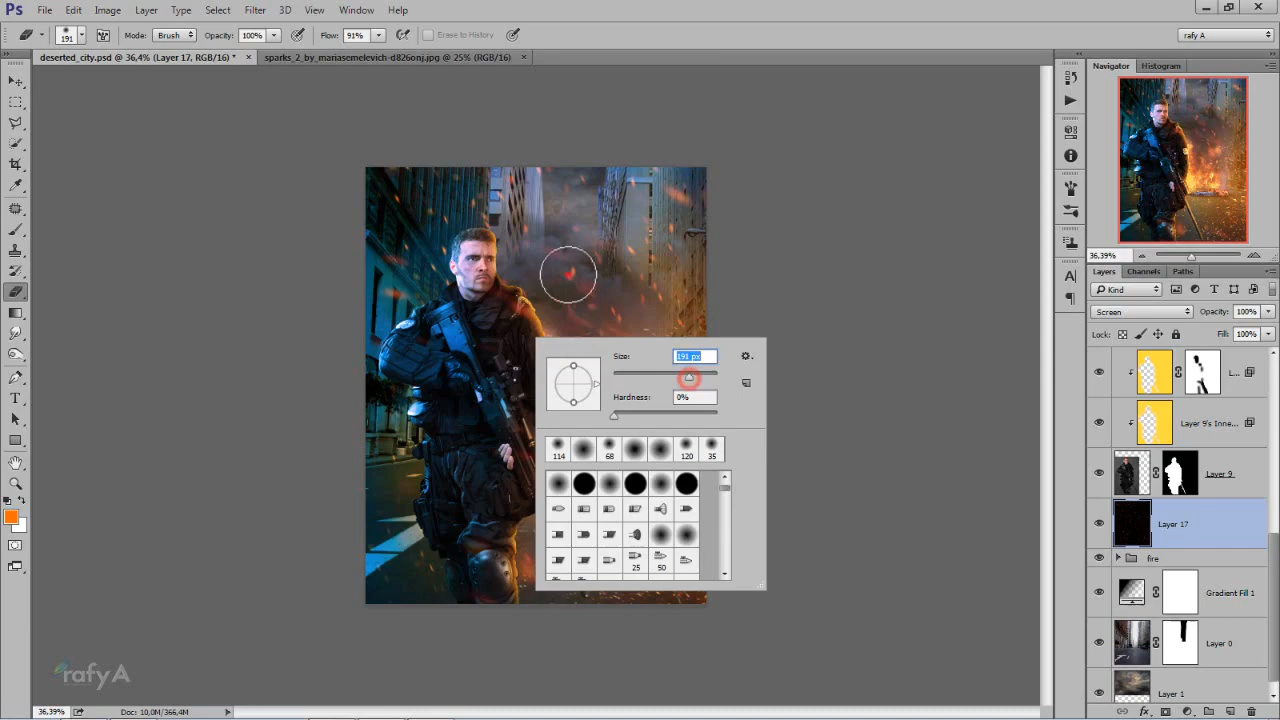 Ps File Edit Image Layer Type Select Filter 3D View Window Help
191 Mode: Brush Opacity: 100% Flow: 91% Erase to History rafy A
deserted_city.psd @ 36,4% (Layer 17, RGB/16) * × sparks_2_by_mariasemelevich-d826onj.jpg @ 25% (RGB/16) ×
Navigator Histogram
36,39%
Layers Channels Paths
Kind
Screen Opacity: 100%
Lock: Fill: 100%
L...
Layer 9's Inne...
Layer 9
Layer 17
fire
Gradient Fill 1
Layer 0
Layer 1
Size: 191 px
Hardness: 0%
114 68 120 35
25 50
rafy A
36,39% Doc: 10,0M/366,4M